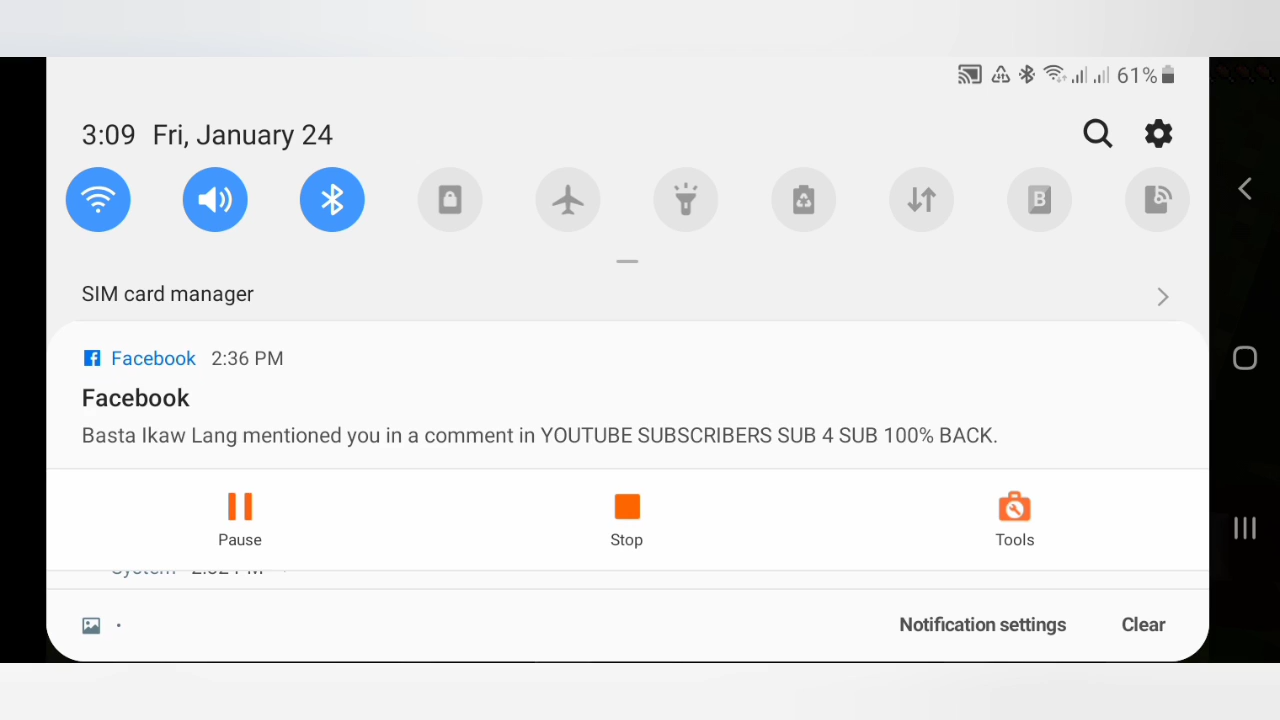 61%
3:09 Fri, January 24
B
SIM card manager
Facebook 2:36 PM
Facebook
Basta Ikaw Lang mentioned you in a comment in YOUTUBE SUBSCRIBERS SUB 4 SUB 100% BACK.
Pause Stop Tools
Notification settings Clear